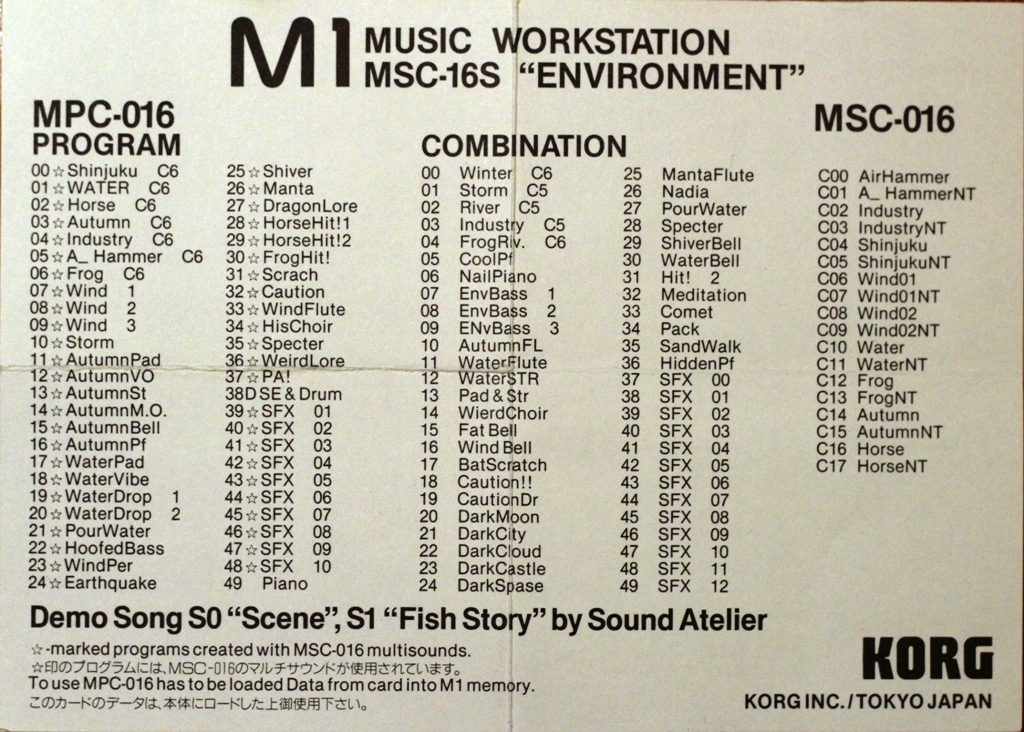 M1 MUSIC WORKSTATION
MSC-16S “ENVIRONMENT”
MPC-016
PROGRAM
00☆Shinjuku C6
01☆WATER C6
02☆Horse C6
03☆Autumn C6
04☆Industry C6
05☆A_ Hammer C6
06☆Frog C6
07☆Wind 1
08☆Wind 2
09☆Wind 3
10☆Storm
11☆AutumnPad
12☆AutumnVO
13☆AutumnSt
14☆AutumnM.O.
15☆AutumnBell
16☆AutumnPf
17☆WaterPad
18☆WaterVibe
19☆WaterDrop 1
20☆WaterDrop 2
21☆PourWater
22☆HoofedBass
23☆WindPer
24☆Earthquake
25☆Shiver
26☆Manta
27☆DragonLore
28☆HorseHit!1
29☆HorseHit!2
30☆FrogHit!
31☆Scrach
32☆Caution
33☆WindFlute
34☆HisChoir
35☆Specter
36☆WeirdLore
37☆PA!
38D SE & Drum
39☆SFX 01
40☆SFX 02
41☆SFX 03
42☆SFX 04
43☆SFX 05
44☆SFX 06
45☆SFX 07
46☆SFX 08
47☆SFX 09
48☆SFX 10
49 Piano
COMBINATION
00 Winter C6
01 Storm C5
02 River C5
03 Industry C5
04 FrogRiv. C6
05 CoolPf
06 NailPiano
07 EnvBass 1
08 EnvBass 2
09 ENvBass 3
10 AutumnFL
11 WaterFlute
12 WaterSTR
13 Pad & Str
14 WierdChoir
15 Fat Bell
16 Wind Bell
17 BatScratch
18 Caution!!
19 CautionDr
20 DarkMoon
21 DarkCity
22 DarkCloud
23 DarkCastle
24 DarkSpase
25 MantaFlute
26 Nadia
27 PourWater
28 Specter
29 ShiverBell
30 WaterBell
31 Hit! 2
32 Meditation
33 Comet
34 Pack
35 SandWalk
36 HiddenPf
37 SFX 00
38 SFX 01
39 SFX 02
40 SFX 03
41 SFX 04
42 SFX 05
43 SFX 06
44 SFX 07
45 SFX 08
46 SFX 09
47 SFX 10
48 SFX 11
49 SFX 12
MSC-016
C00 AirHammer
C01 A_ HammerNT
C02 Industry
C03 IndustryNT
C04 Shinjuku
C05 ShinjukuNT
C06 Wind01
C07 Wind01NT
C08 Wind02
C09 Wind02NT
C10 Water
C11 WaterNT
C12 Frog
C13 FrogNT
C14 Autumn
C15 AutumnNT
C16 Horse
C17 HorseNT
Demo Song S0 “Scene”, S1 “Fish Story” by Sound Atelier
☆-marked programs created with MSC-016 multisounds.
☆印のプログラムには、MSC-016のマルチサウンドが使用されています。
To use MPC-016 has to be loaded Data from card into M1 memory.
このカードのデータは、本体にロードした上御使用下さい。
KORG
KORG INC./TOKYO JAPAN